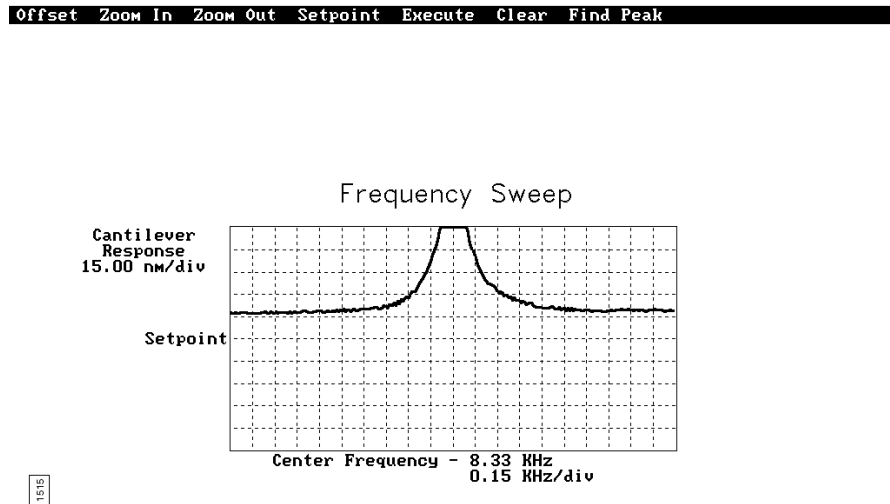 Offset Zoom In Zoom Out Setpoint Execute Clear Find Peak
Frequency Sweep
Cantilever
Response
15.00 nm/div
Setpoint
Center Frequency - 8.33 KHz
0.15 KHz/div
1515